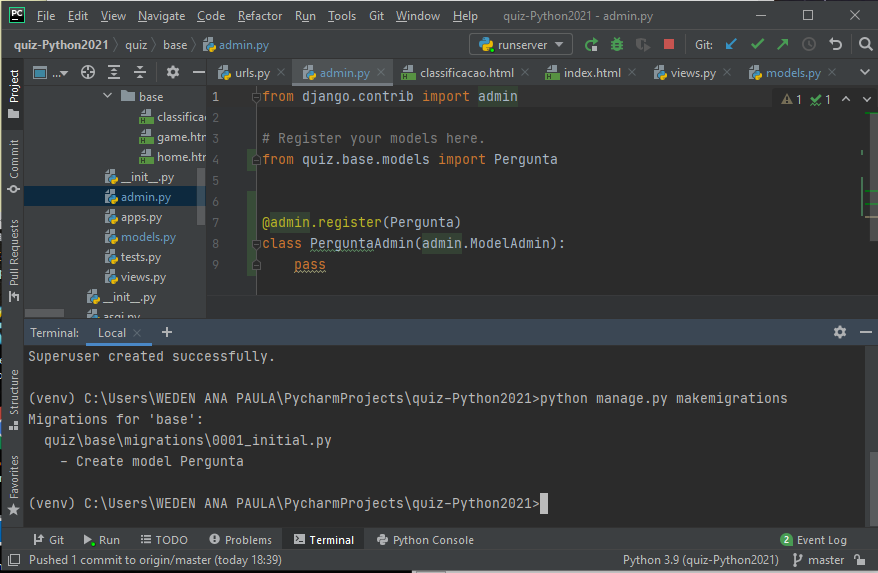 PC File Edit View Navigate Code Refactor Run Tools Git Window Help quiz-Python2021 - admin.py
quiz-Python2021 quiz base admin.py runserver Git:
Project
... urls.py admin.py classificacao.html index.html views.py models.py
base
classifica
game.ht
home.ht
__init__.py
admin.py
apps.py
models.py
tests.py
views.py
__init__.py
asgi.py
Commit
Pull Requests
1 from django.contrib import admin
1 1
2
3 # Register your models here.
4 from quiz.base.models import Pergunta
5
6
7 @admin.register(Pergunta)
8 class PerguntaAdmin(admin.ModelAdmin):
9 pass
Terminal: Local +
Structure
Favorites
Superuser created successfully.
(venv) C:\Users\WEDEN ANA PAULA\PycharmProjects\quiz-Python2021>python manage.py makemigrations
Migrations for 'base':
quiz\base\migrations\0001_initial.py
- Create model Pergunta
(venv) C:\Users\WEDEN ANA PAULA\PycharmProjects\quiz-Python2021>
Git Run TODO Problems Terminal Python Console 2 Event Log
Pushed 1 commit to origin/master (today 18:39) Python 3.9 (quiz-Python2021) master